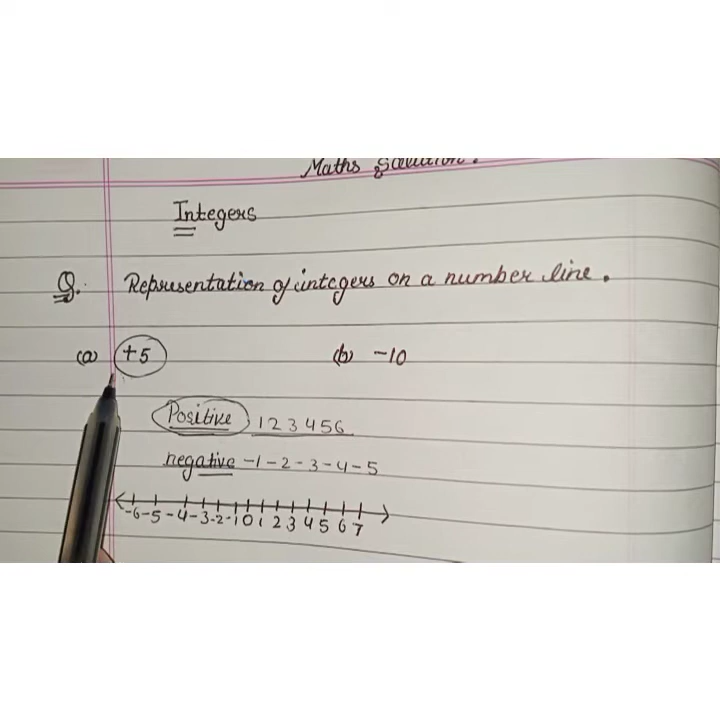 Maths Solution.
Integers
Q. Representation of integers on a number line.
(a) +5 (b) -10
Positive 1 2 3 4 5 6
negative -1 -2 -3 -4 -5
-6 -5 -4 -3 -2 -1 0 1 2 3 4 5 6 7